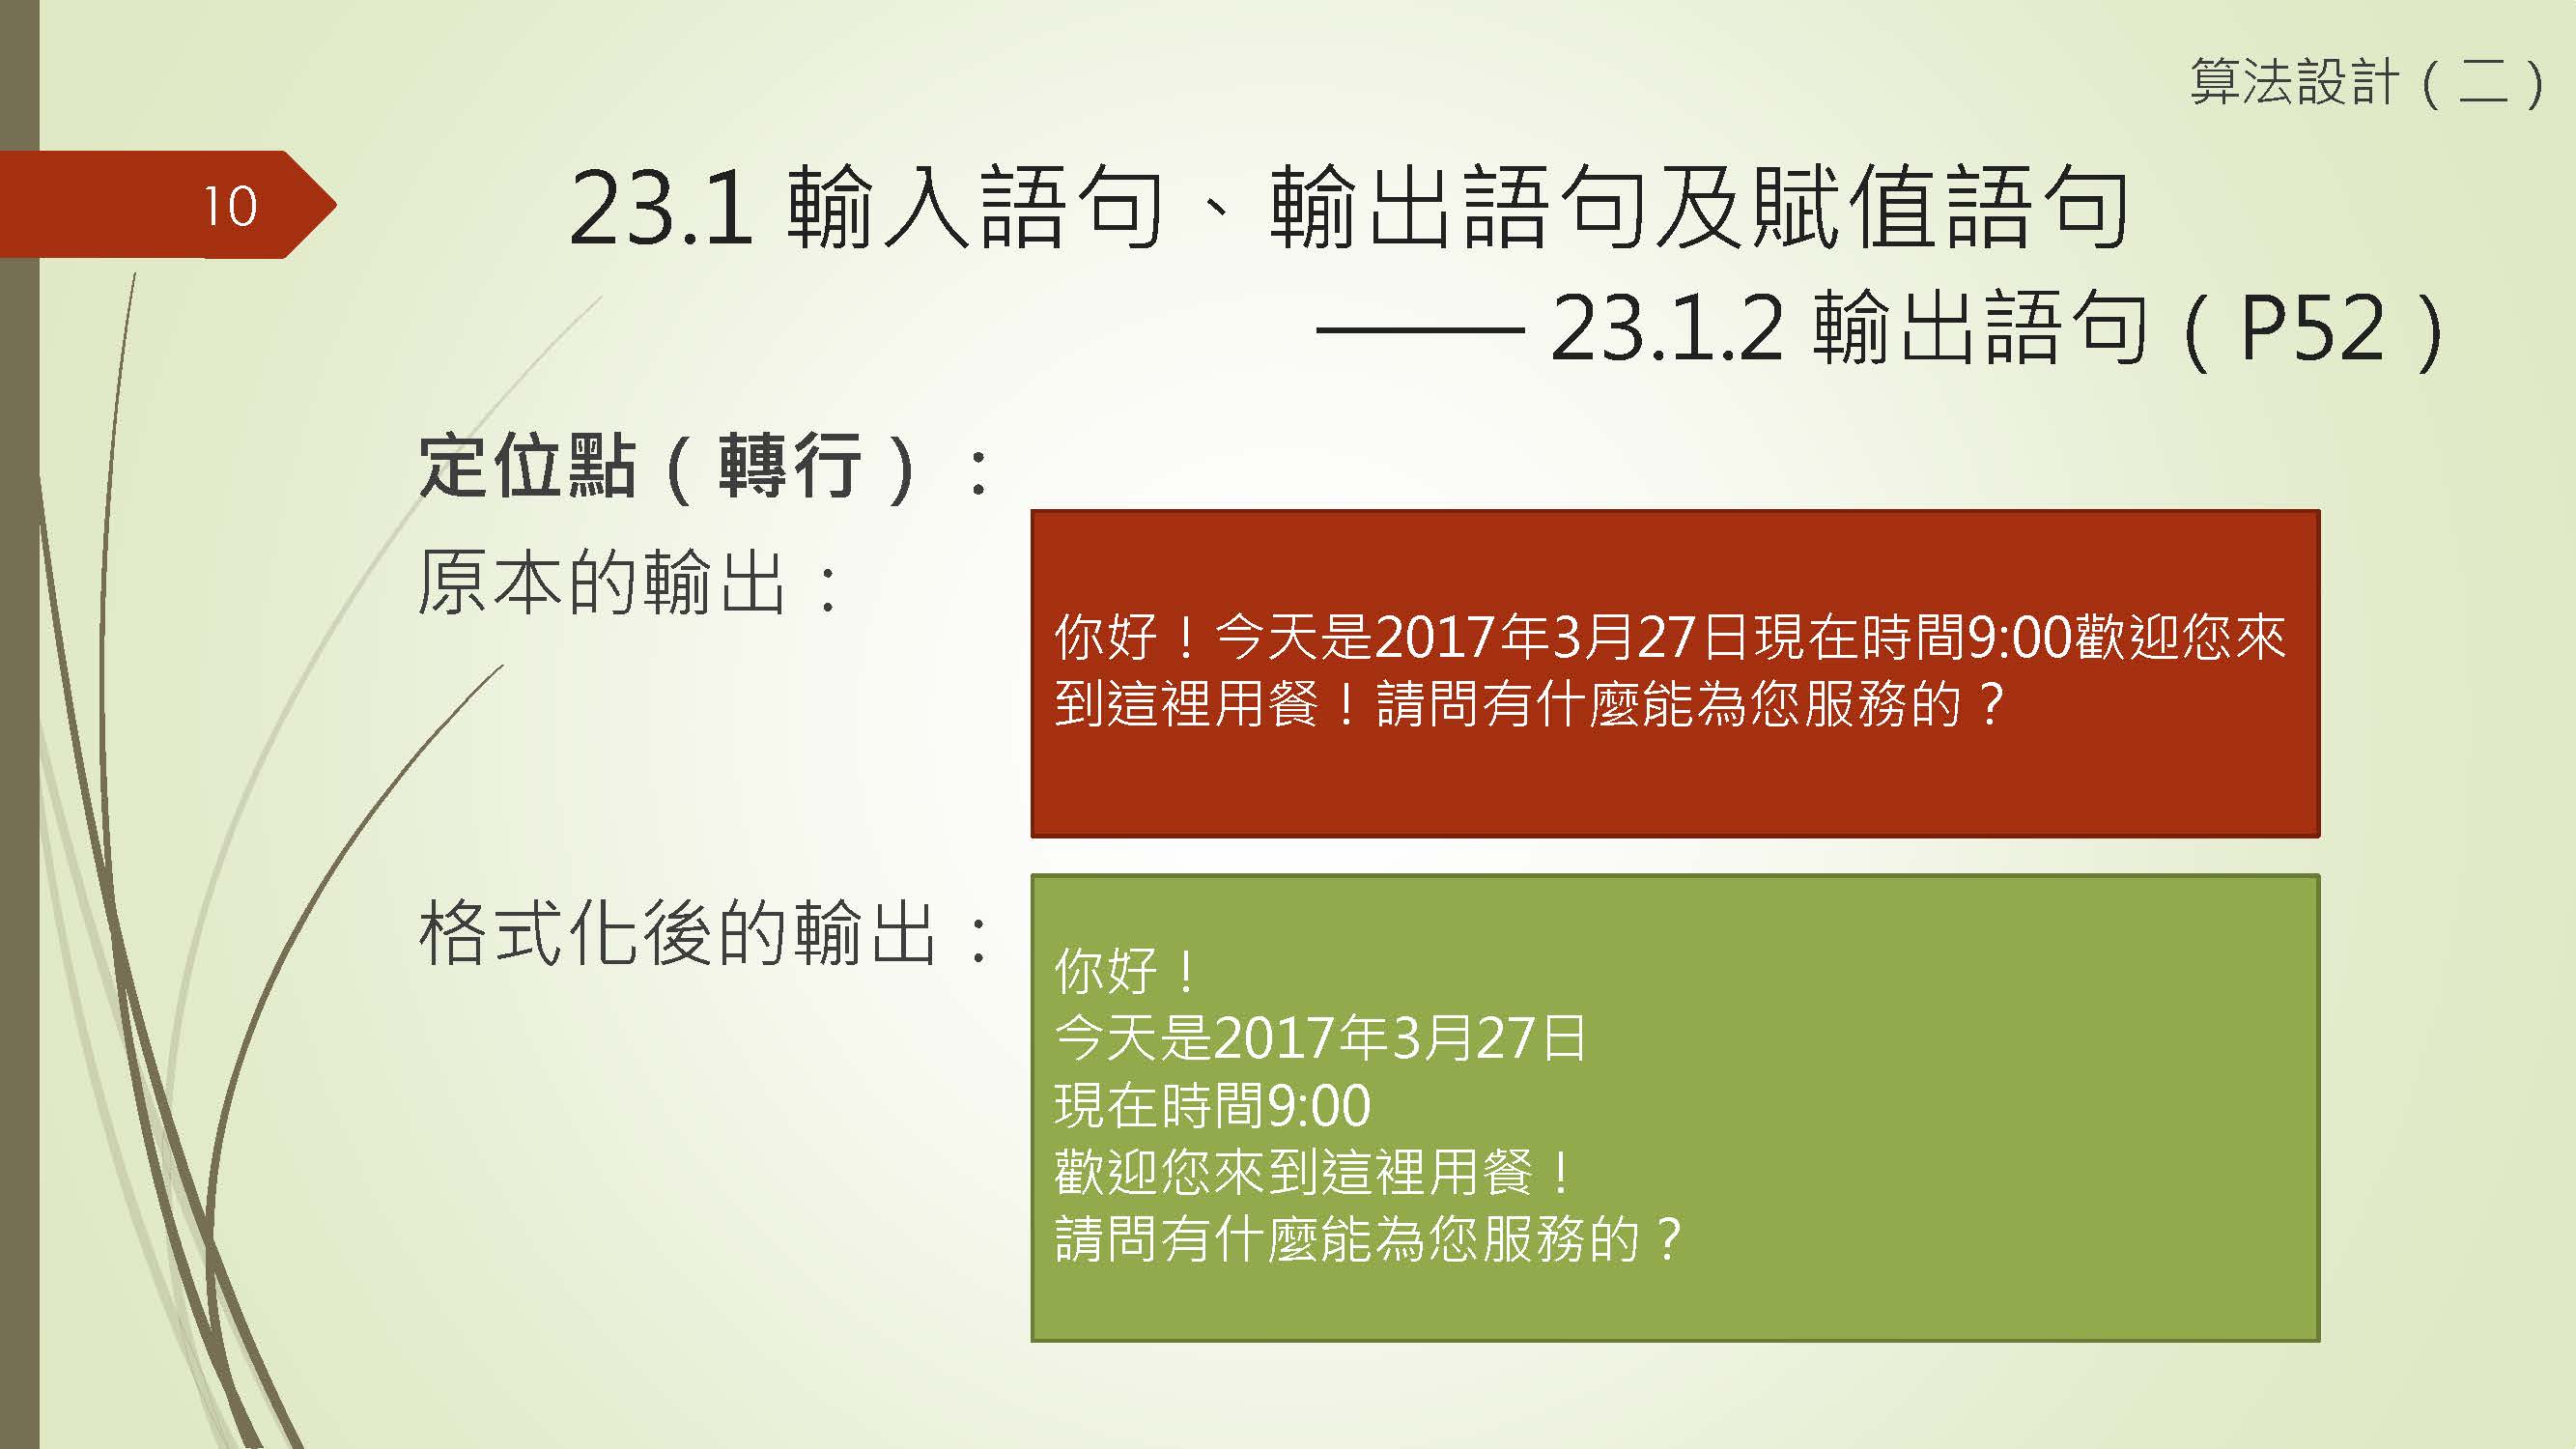 算法設計（二）
10
23.1 輸入語句、輸出語句及賦值語句
—— 23.1.2 輸出語句（P52）
定位點（轉行）：
原本的輸出：
你好！今天是2017年3月27日現在時間9:00歡迎您來
到這裡用餐！請問有什麼能為您服務的？
格式化後的輸出：
你好！
今天是2017年3月27日
現在時間9:00
歡迎您來到這裡用餐！
請問有什麼能為您服務的？